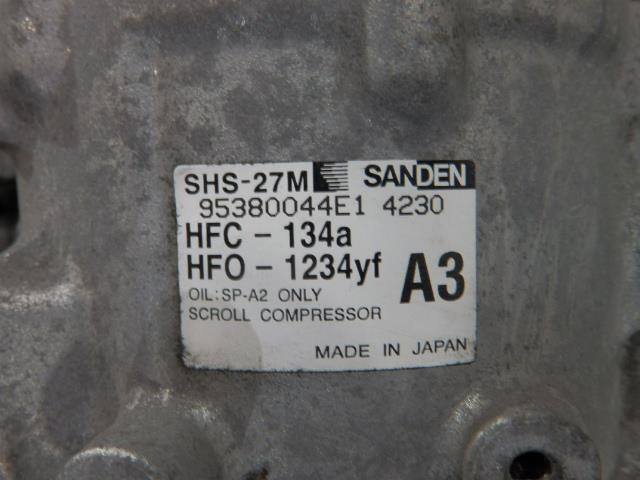 SHS-27M SANDEN
95380044E1 4230
HFC - 134a
HFO - 1234yf A3
OIL:SP-A2 ONLY
SCROLL COMPRESSOR
MADE IN JAPAN